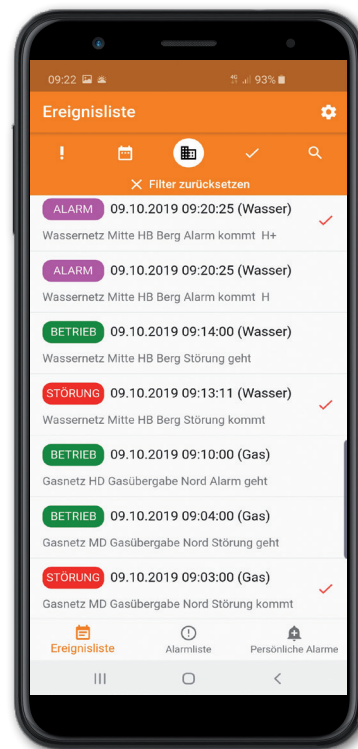 09:22 4G 93%
Ereignisliste
Filter zurücksetzen
ALARM 09.10.2019 09:20:25 (Wasser)
Wassernetz Mitte HB Berg Alarm kommt H+
ALARM 09.10.2019 09:20:25 (Wasser)
Wassernetz Mitte HB Berg Alarm kommt H
BETRIEB 09.10.2019 09:14:00 (Wasser)
Wassernetz Mitte HB Berg Störung geht
STÖRUNG 09.10.2019 09:13:11 (Wasser)
Wassernetz Mitte HB Berg Störung kommt
BETRIEB 09.10.2019 09:10:00 (Gas)
Gasnetz HD Gasübergabe Nord Alarm geht
BETRIEB 09.10.2019 09:04:00 (Gas)
Gasnetz MD Gasübergabe Nord Störung geht
STÖRUNG 09.10.2019 09:03:00 (Gas)
Gasnetz MD Gasübergabe Nord Störung kommt
Ereignisliste Alarmliste Persönliche Alarme